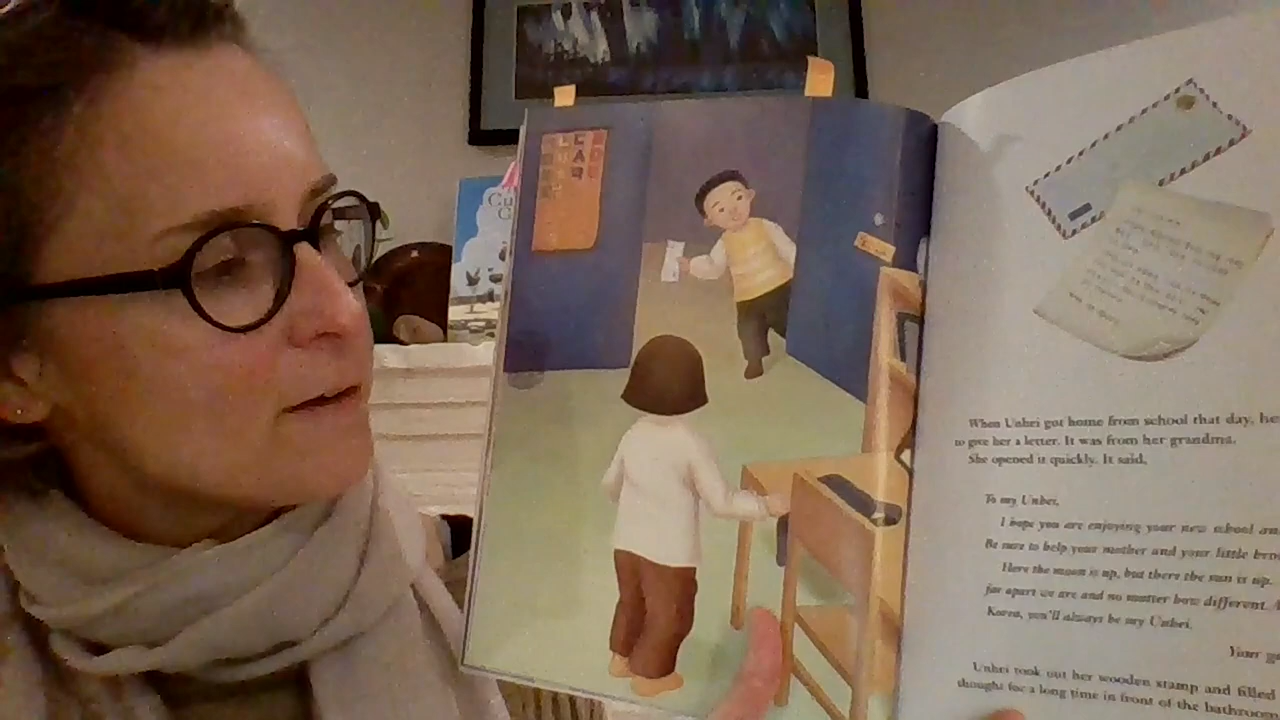 When Unhei got home from school that day, he
to give her a letter. It was from her grandma.
She opened it quickly. It said,
To my Unhei,
I hope you are enjoying your new school an
Be sure to help your mother and your little bro
Here the moon is up, but there the sun is up.
far apart we are and no matter how different.
Korea, you'll always be my Unhei.
Your g
Unhei took out her wooden stamp and filled
thought for a long time in front of the bathroom